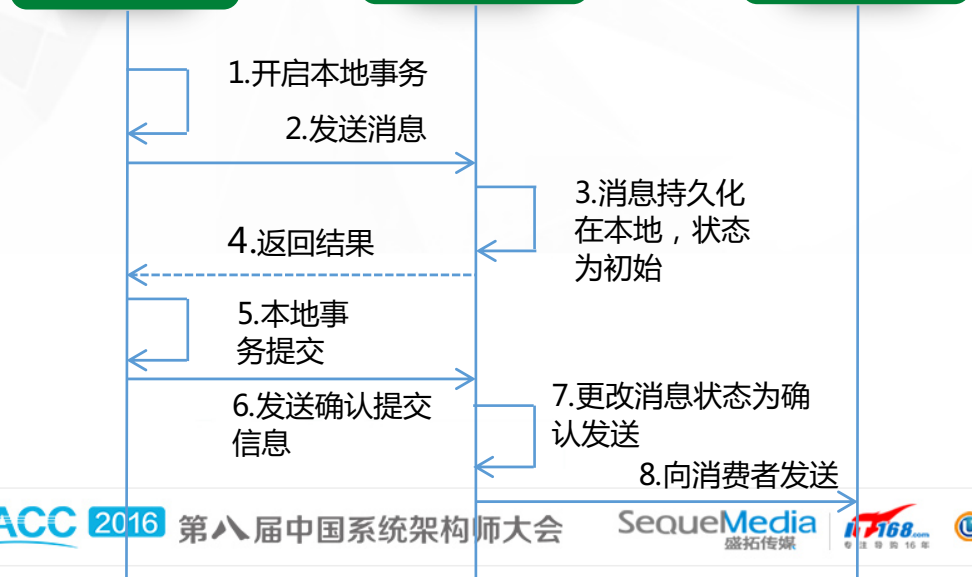 1.开启本地事务
2.发送消息
3.消息持久化
在本地，状态
为初始
4.返回结果
5.本地事
务提交
6.发送确认提交
信息
7.更改消息状态为确
认发送
8.向消费者发送
ACC 2016 第八届中国系统架构师大会 SequeMedia
盛拓传媒
IT168.com
专注导购16年